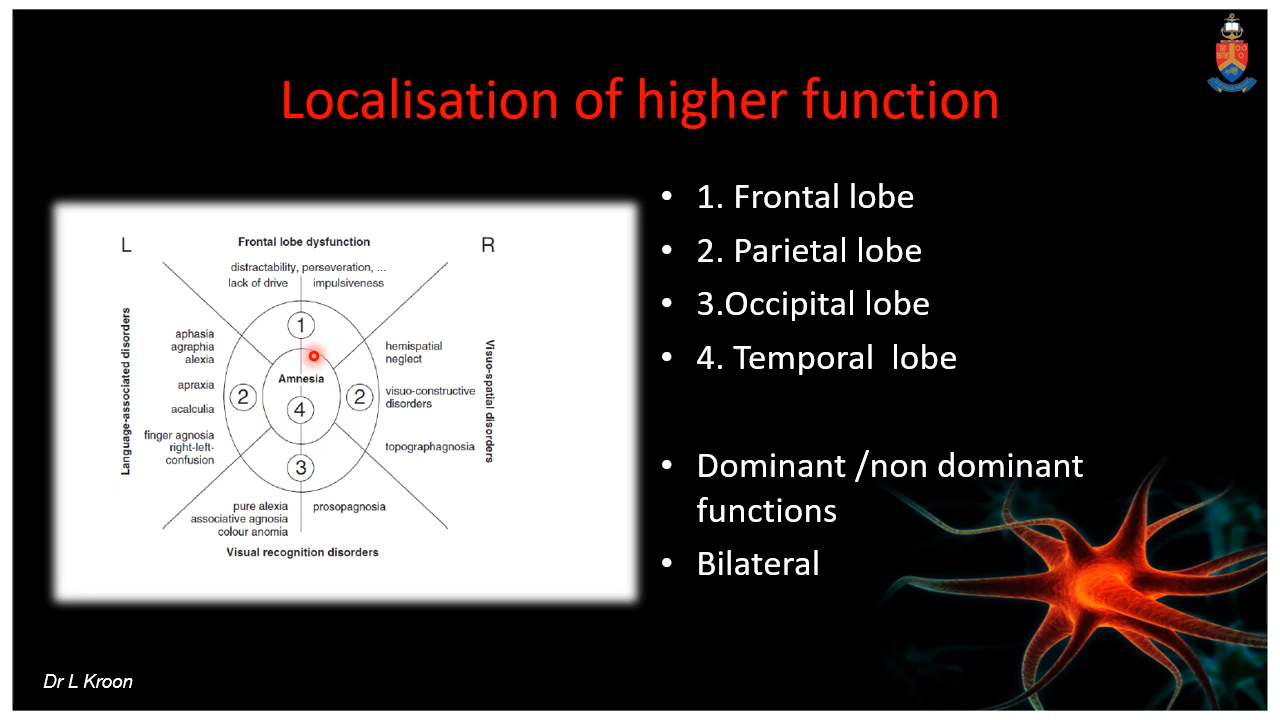 Localisation of higher function
L
Frontal lobe dysfunction
R
distractability, perseveration, ...
lack of drive
impulsiveness
1
Language-associated disorders
aphasia
agraphia
alexia
apraxia
acalculia
finger agnosia
right-left-
confusion
2
Amnesia
4
2
hemispatial
neglect
visuo-constructive
disorders
topographagnosia
Visuo-spatial disorders
3
pure alexia
associative agnosia
colour anomia
prosopagnosia
Visual recognition disorders
• 1. Frontal lobe
• 2. Parietal lobe
• 3.Occipital lobe
• 4. Temporal lobe
• Dominant /non dominant
functions
• Bilateral
Dr L Kroon